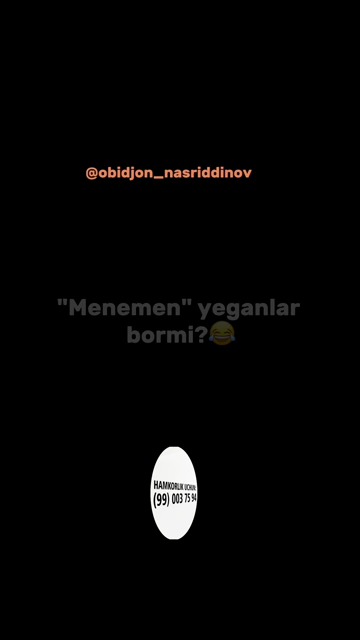 @obidjon_nasriddinov
"Menemen" yeganlar
bormi?😂
HAMKORLIK UCHUN:
(99) 003 75 94